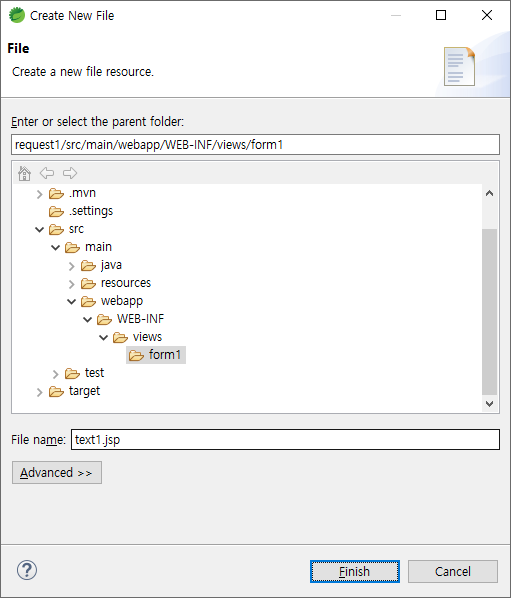 Create New File
File
Create a new file resource.
Enter or select the parent folder:
request1/src/main/webapp/WEB-INF/views/form1
.mvn
.settings
src
main
java
resources
webapp
WEB-INF
views
form1
test
target
File name: text1.jsp
Advanced >>
?
Finish Cancel